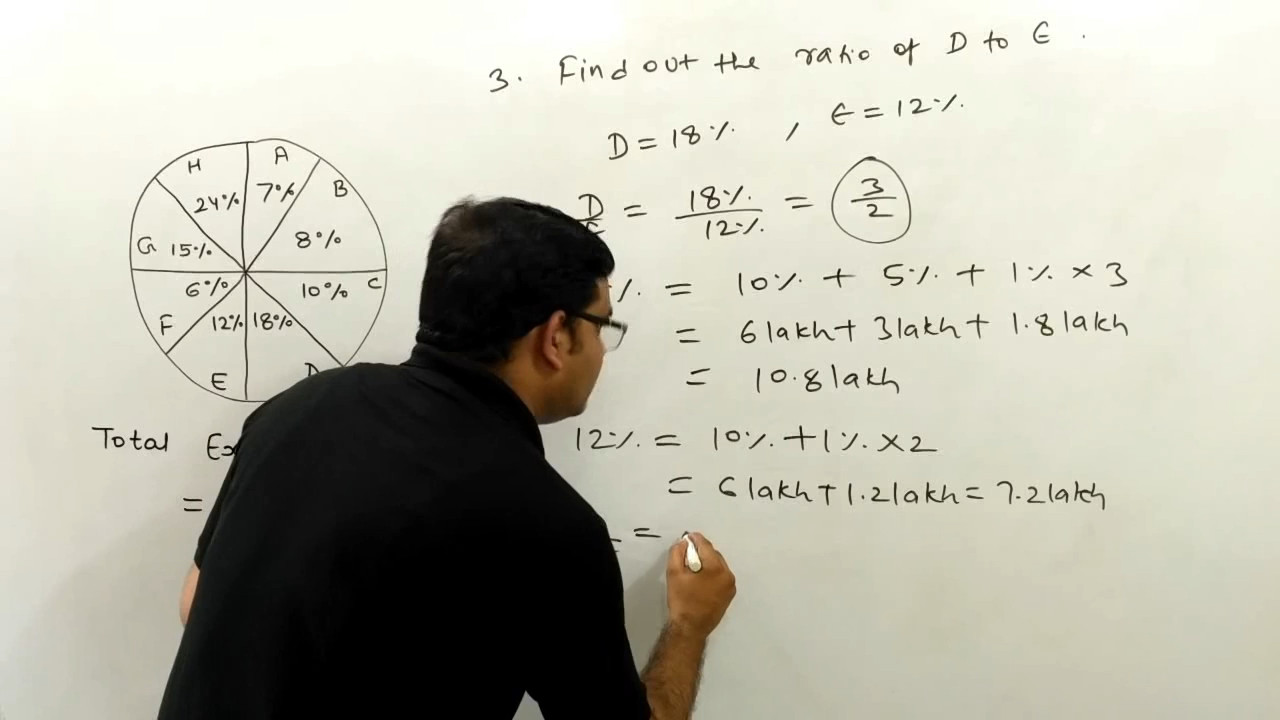 3. Find out the ratio of D to E.
D = 18%, E = 12%
D = 18% / 12% = 3/2
% = 10% + 5% + 1% × 3
= 6 lakh + 3 lakh + 1.8 lakh
= 10.8 lakh
12% = 10% + 1% × 2
= 6 lakh + 1.2 lakh = 7.2 lakh
=
H A
24% 7% B
G 15% 8%
6% 10% C
F 12% 18%
E D
Total
=